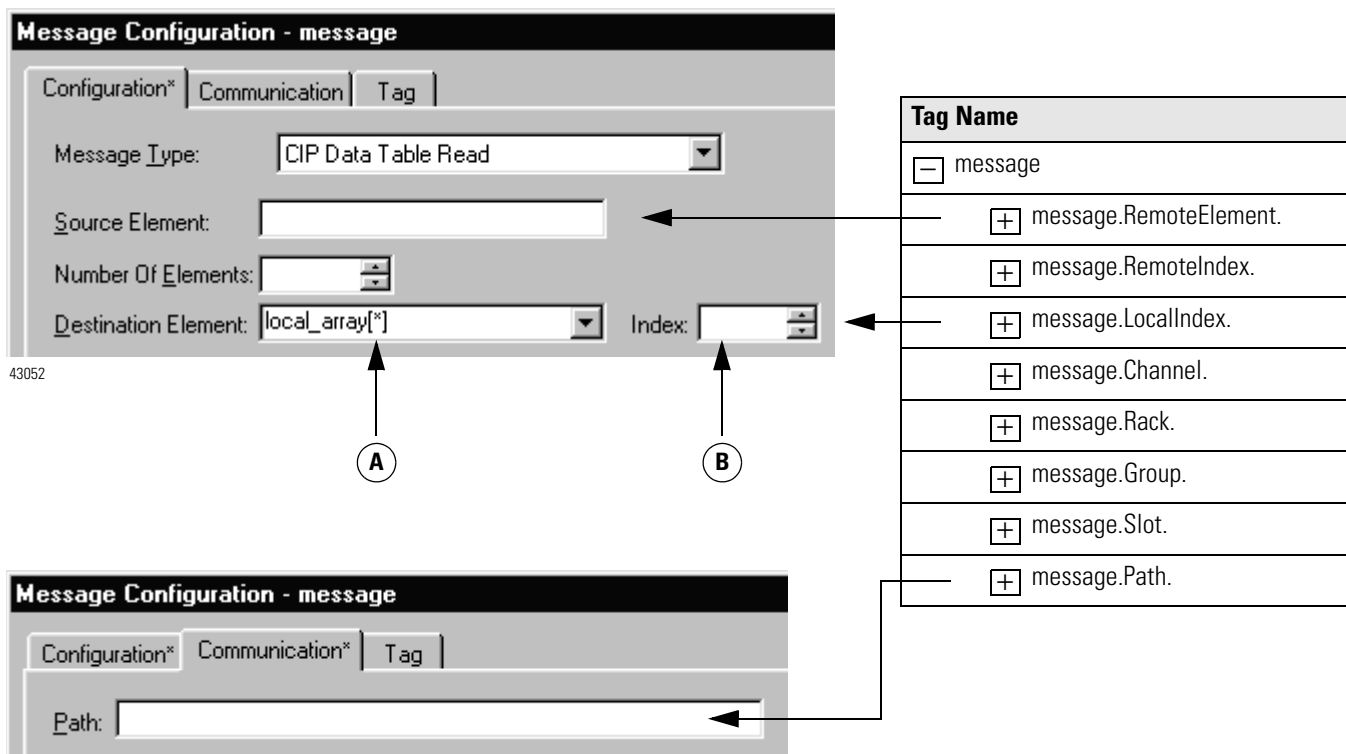 Message Configuration - message
Configuration* Communication Tag
Message Type: CIP Data Table Read
Source Element:
Number Of Elements:
Destination Element: local_array[*] Index:
43052
A B
Tag Name
message
message.RemoteElement.
message.RemoteIndex.
message.LocalIndex.
message.Channel.
message.Rack.
message.Group.
message.Slot.
message.Path.
Message Configuration - message
Configuration* Communication* Tag
Path: